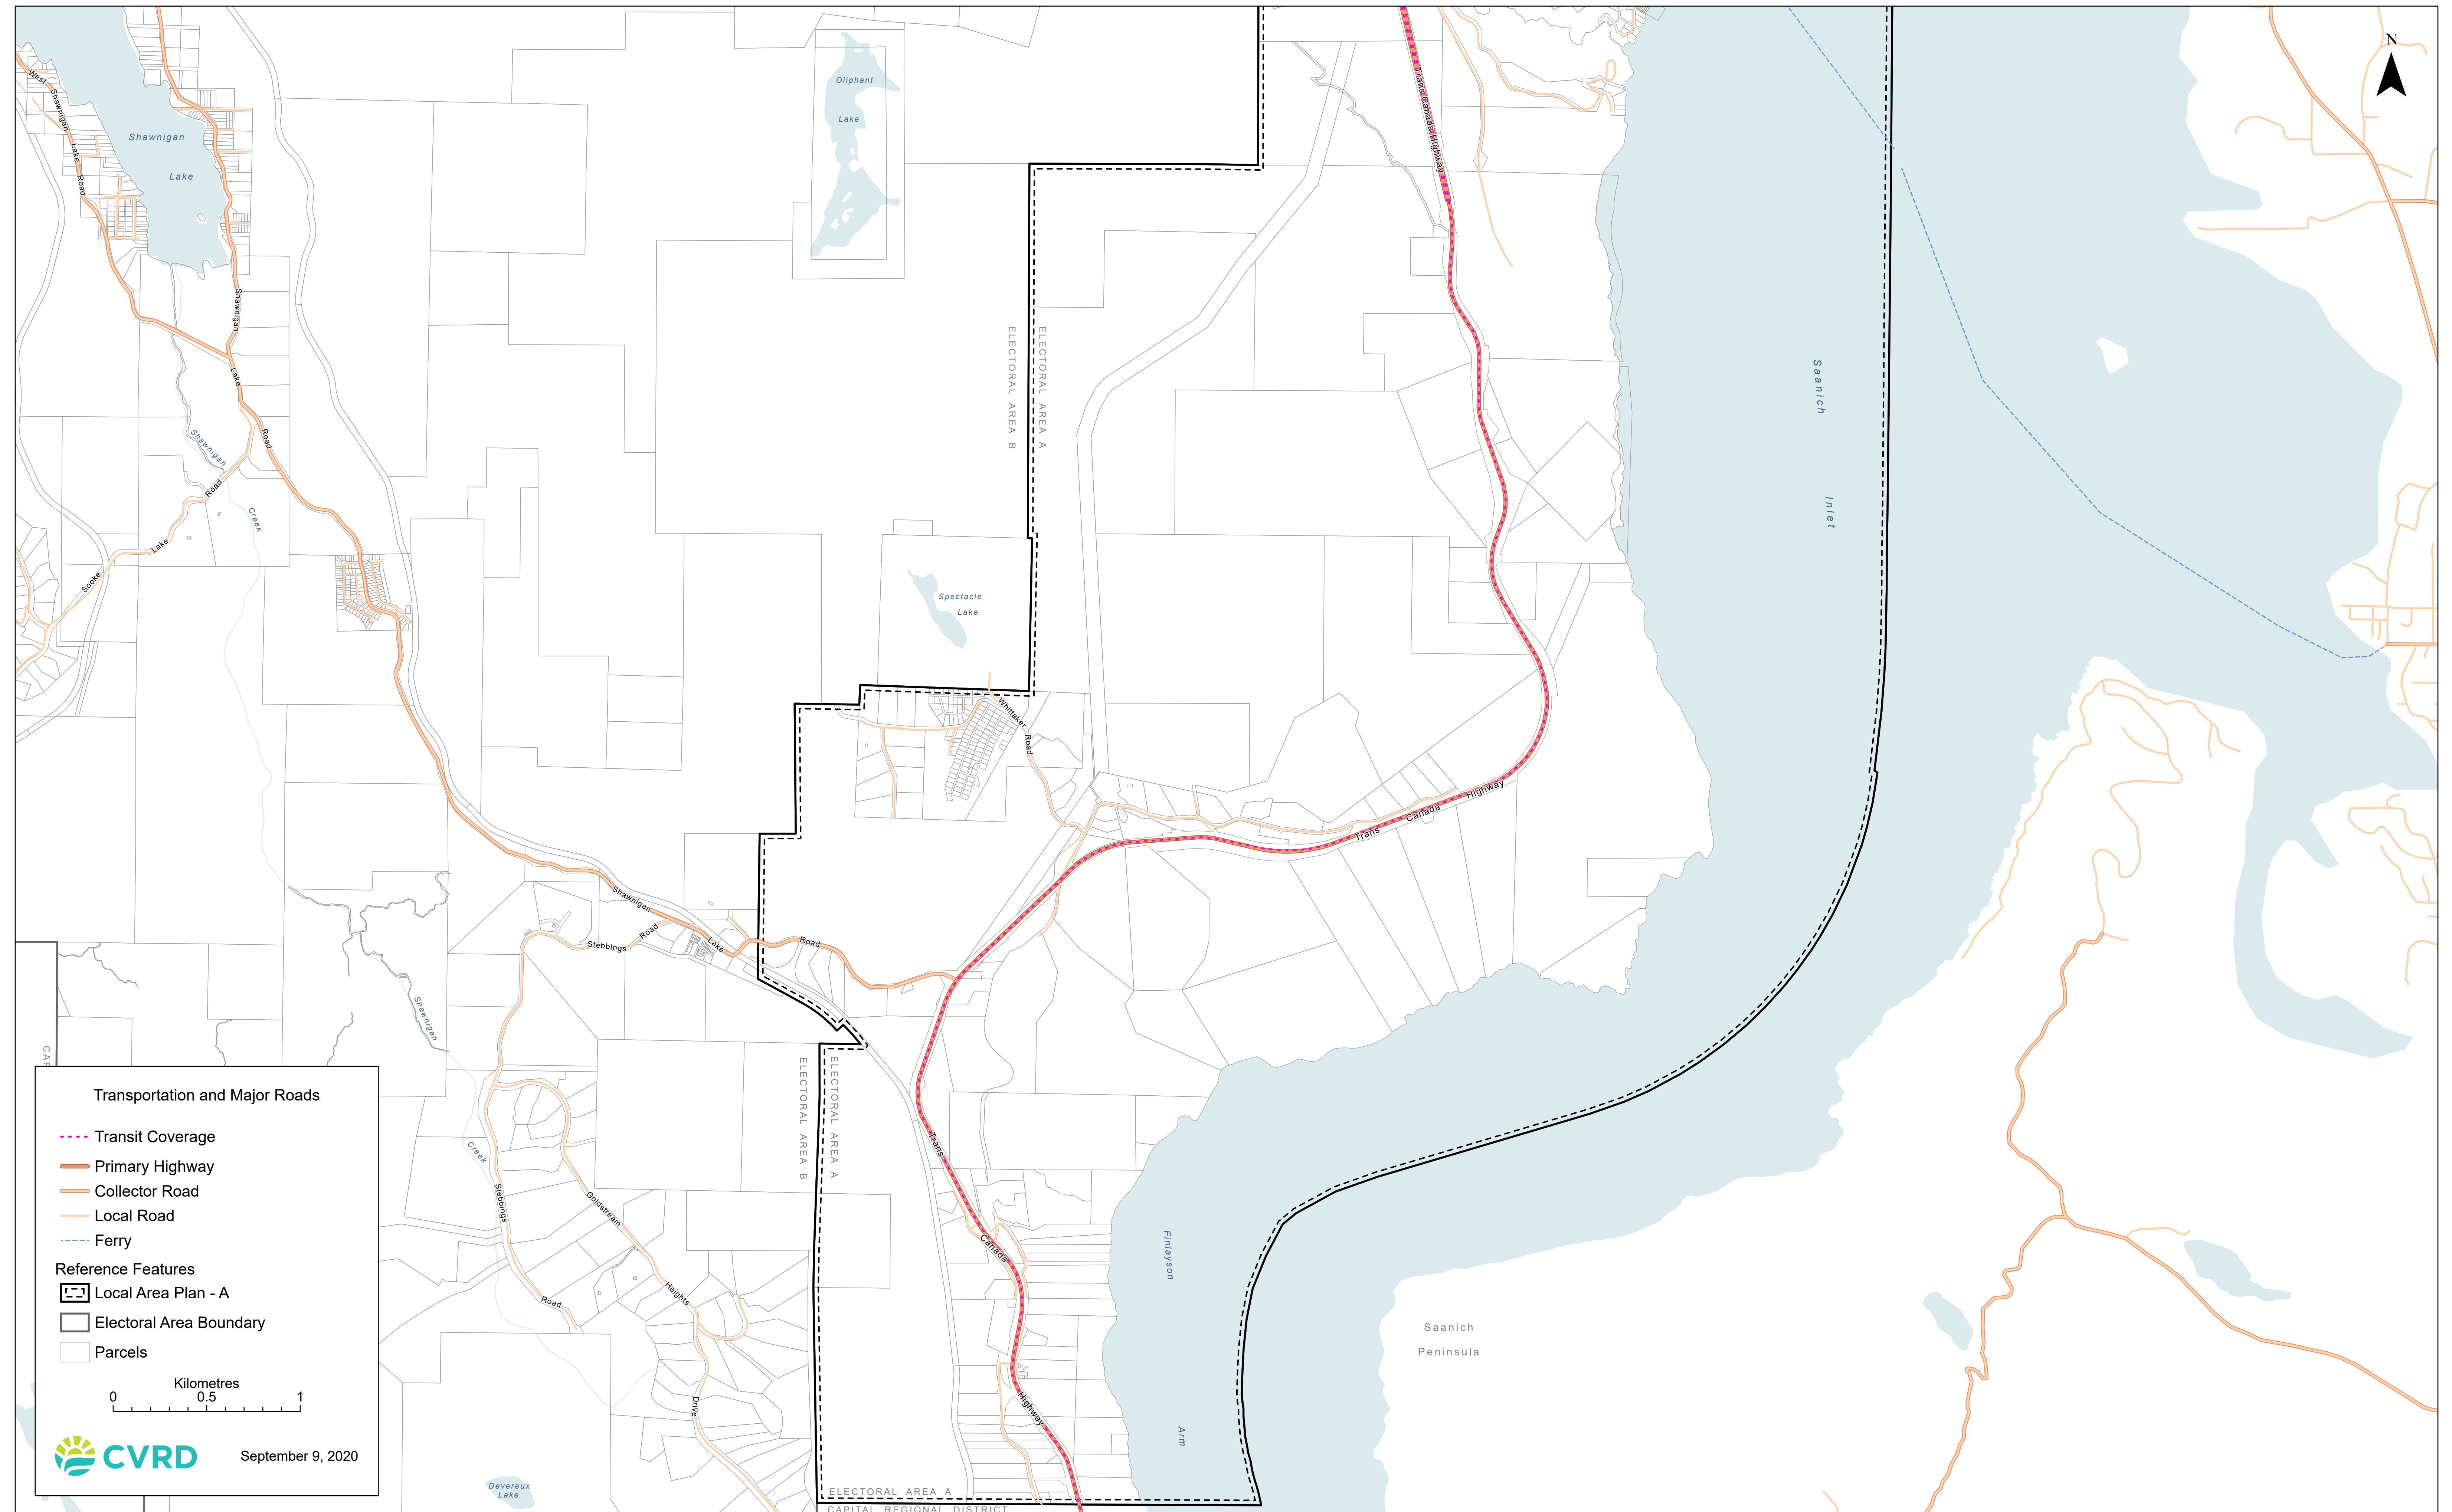 N
West
Shawnigan
Lake
Road
Shawnigan
Lake
Oliphant
Lake
Trans Canada Highway
Shawnigan
Lake
Road
Shawnigan
Creek
Sooke
Lake
Road
ELECTORAL AREA B
ELECTORAL AREA A
Saanich
Inlet
Spectacle
Lake
Whittaker
Road
Trans
Canada
Highway
Shawnigan
Lake
Road
Stebbings
Road
Shawnigan
Creek
CAP
ELECTORAL AREA B
ELECTORAL AREA A
Trans
Canada
Highway
Stebbings
Road
Goldstream
Heights
Drive
Finlayson
Arm
Saanich
Peninsula
Devereux
Lake
ELECTORAL AREA A
CAPITAL REGIONAL DISTRICT
Transportation and Major Roads
Transit Coverage
Primary Highway
Collector Road
Local Road
Ferry
Reference Features
Local Area Plan - A
Electoral Area Boundary
Parcels
Kilometres
0 0.5 1
CVRD
September 9, 2020